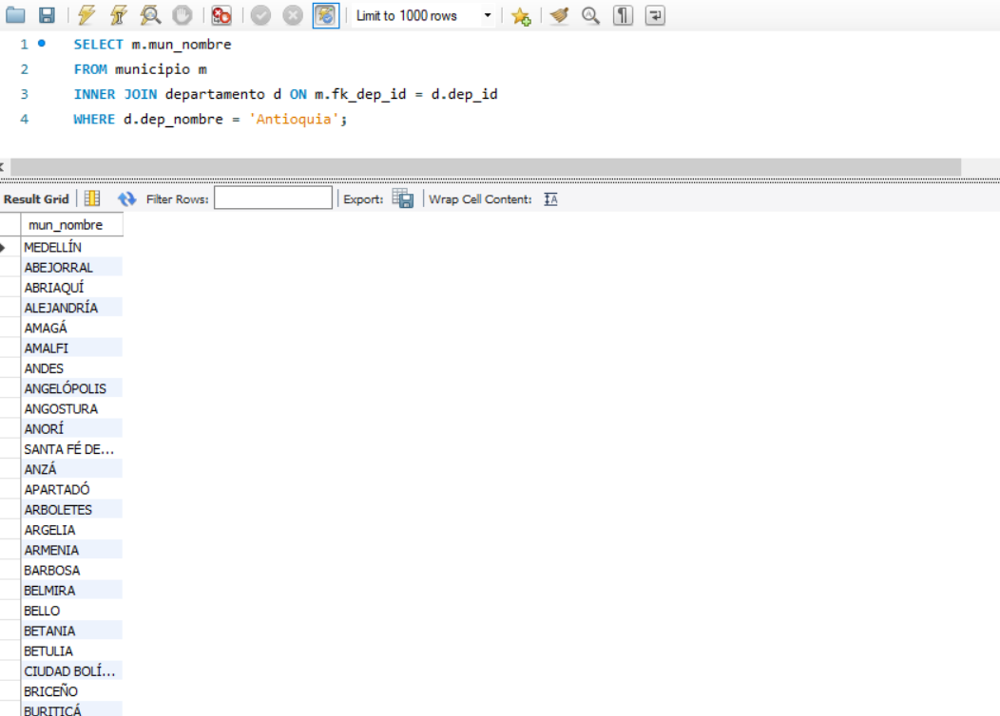 Limit to 1000 rows
1 SELECT m.mun_nombre
2 FROM municipio m
3 INNER JOIN departamento d ON m.fk_dep_id = d.dep_id
4 WHERE d.dep_nombre = 'Antioquia';
Result Grid Filter Rows: Export: Wrap Cell Content: IA
mun_nombre
MEDELLÍN
ABEJORRAL
ABRIAQUÍ
ALEJANDRÍA
AMAGÁ
AMALFI
ANDES
ANGELÓPOLIS
ANGOSTURA
ANORÍ
SANTA FÉ DE...
ANZÁ
APARTADÓ
ARBOLETES
ARGELIA
ARMENIA
BARBOSA
BELMIRA
BELLO
BETANIA
BETULIA
CIUDAD BOLÍ...
BRICEÑO
BURITICÁ